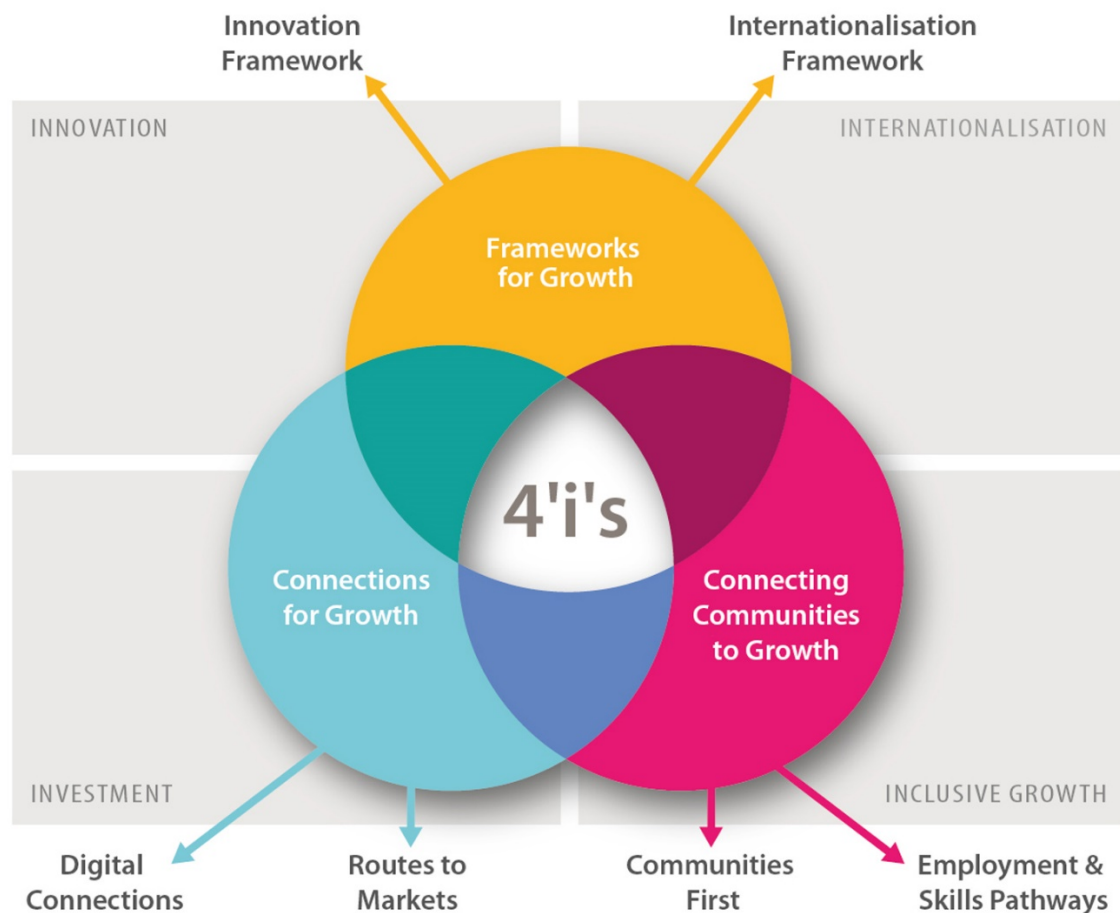 Innovation
Framework
Internationalisation
Framework
INNOVATION
INTERNATIONALISATION
Frameworks
for Growth
4'i's
Connections
for Growth
Connecting
Communities
to Growth
INVESTMENT
INCLUSIVE GROWTH
Digital
Connections
Routes to
Markets
Communities
First
Employment &
Skills Pathways